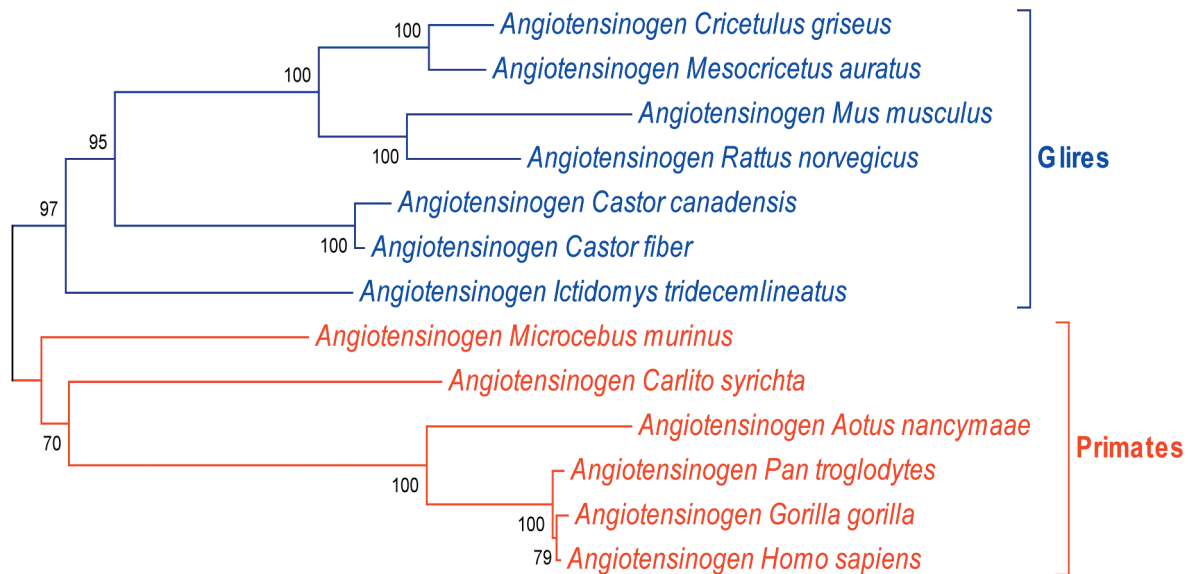 Angiotensinogen Cricetulus griseus
100
Angiotensinogen Mesocricetus auratus
100
Angiotensinogen Mus musculus
95
100
Angiotensinogen Rattus norvegicus
Glires
Angiotensinogen Castor canadensis
97
100
Angiotensinogen Castor fiber
Angiotensinogen Ictidomys tridecemlineatus
Angiotensinogen Microcebus murinus
Angiotensinogen Carlito syrichta
Angiotensinogen Aotus nancymaae
70
Primates
Angiotensinogen Pan troglodytes
100
Angiotensinogen Gorilla gorilla
100
79
Angiotensinogen Homo sapiens